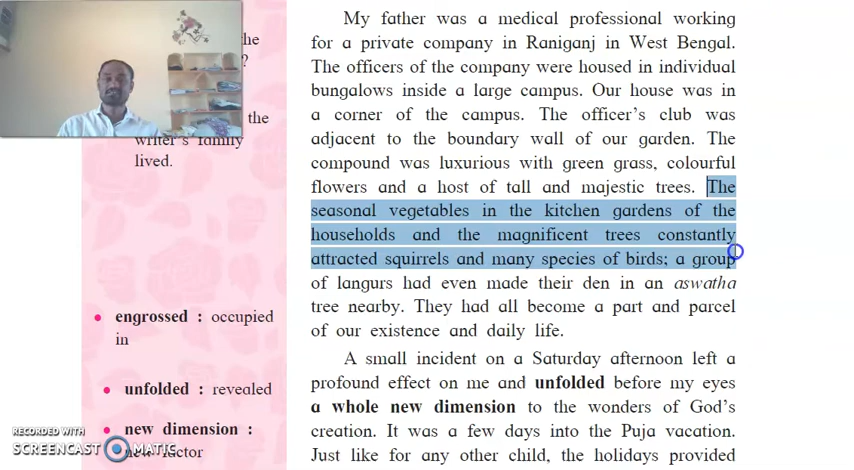 the
?
the
writer's family
lived.
engrossed : occupied
in
unfolded : revealed
new dimension :
new factor
RECORDED WITH
SCREENCAST MATIC
My father was a medical professional working
for a private company in Raniganj in West Bengal.
The officers of the company were housed in individual
bungalows inside a large campus. Our house was in
a corner of the campus. The officer's club was
adjacent to the boundary wall of our garden. The
compound was luxurious with green grass, colourful
flowers and a host of tall and majestic trees. The
seasonal vegetables in the kitchen gardens of the
households and the magnificent trees constantly
attracted squirrels and many species of birds; a group
of langurs had even made their den in an aswatha
tree nearby. They had all become a part and parcel
of our existence and daily life.
A small incident on a Saturday afternoon left a
profound effect on me and unfolded before my eyes
a whole new dimension to the wonders of God's
creation. It was a few days into the Puja vacation.
Just like for any other child, the holidays provided